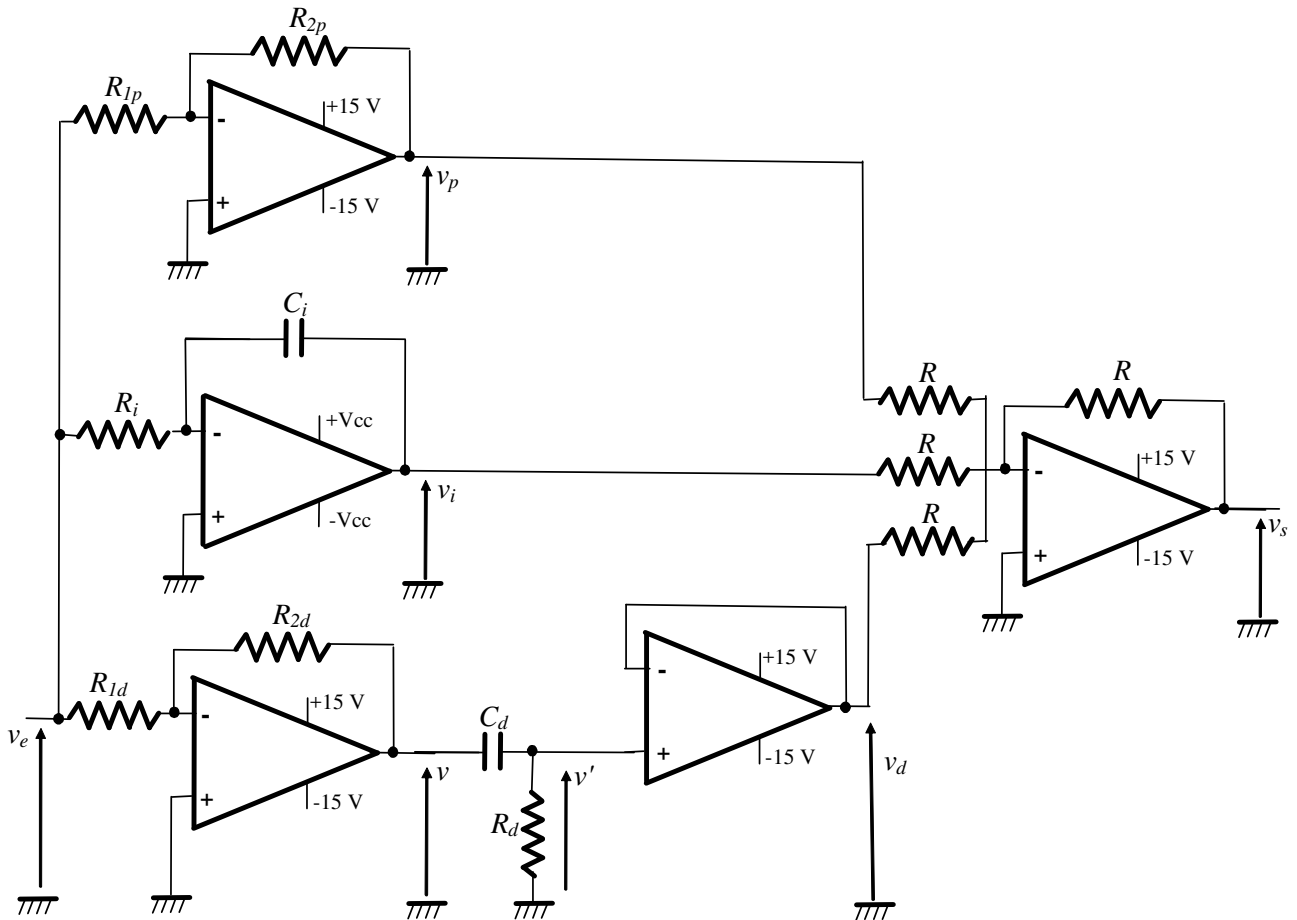 R2p
R1p
-
+15 V
+
-15 V
vp
Ci
Ri
-
+Vcc
+
-Vcc
vi
R
R
R
R
-
+15 V
+
-15 V
vs
R2d
R1d
-
+15 V
+
-15 V
ve
v
Cd
v'
Rd
-
+15 V
+
-15 V
vd